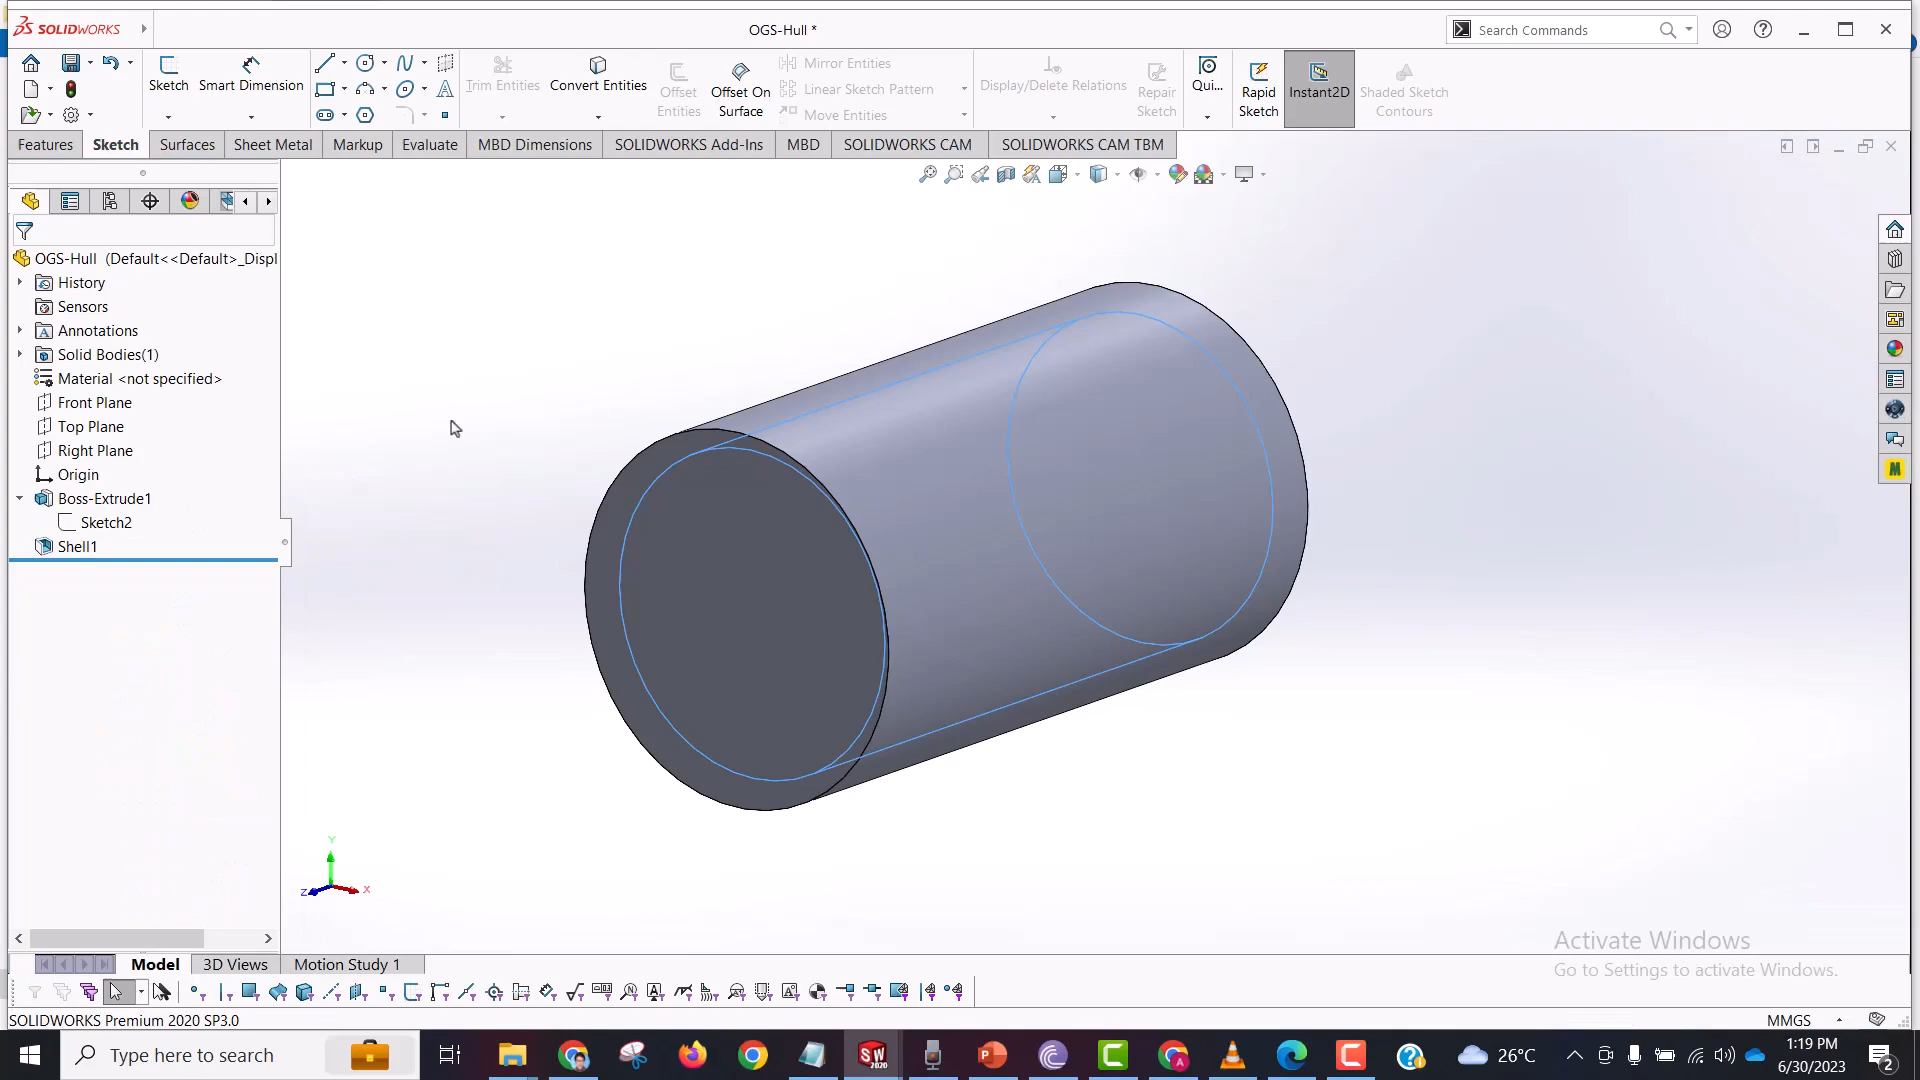 SOLIDWORKS
OGS-Hull *
Search Commands
Sketch
Smart Dimension
Trim Entities
Convert Entities
Offset
Entities
Offset On
Surface
Mirror Entities
Linear Sketch Pattern
Move Entities
Display/Delete Relations
Repair
Sketch
Qui...
Rapid
Sketch
Instant2D
Shaded Sketch
Contours
Features
Sketch
Surfaces
Sheet Metal
Markup
Evaluate
MBD Dimensions
SOLIDWORKS Add-Ins
MBD
SOLIDWORKS CAM
SOLIDWORKS CAM TBM
OGS-Hull (Default<<Default>_Displ
History
Sensors
Annotations
Solid Bodies(1)
Material <not specified>
Front Plane
Top Plane
Right Plane
Origin
Boss-Extrude1
Sketch2
Shell1
Y
Z
X
Activate Windows
Go to Settings to activate Windows.
Model
3D Views
Motion Study 1
SOLIDWORKS Premium 2020 SP3.0
MMGS
Type here to search
SW
2020
26°C
1:19 PM
6/30/2023
2